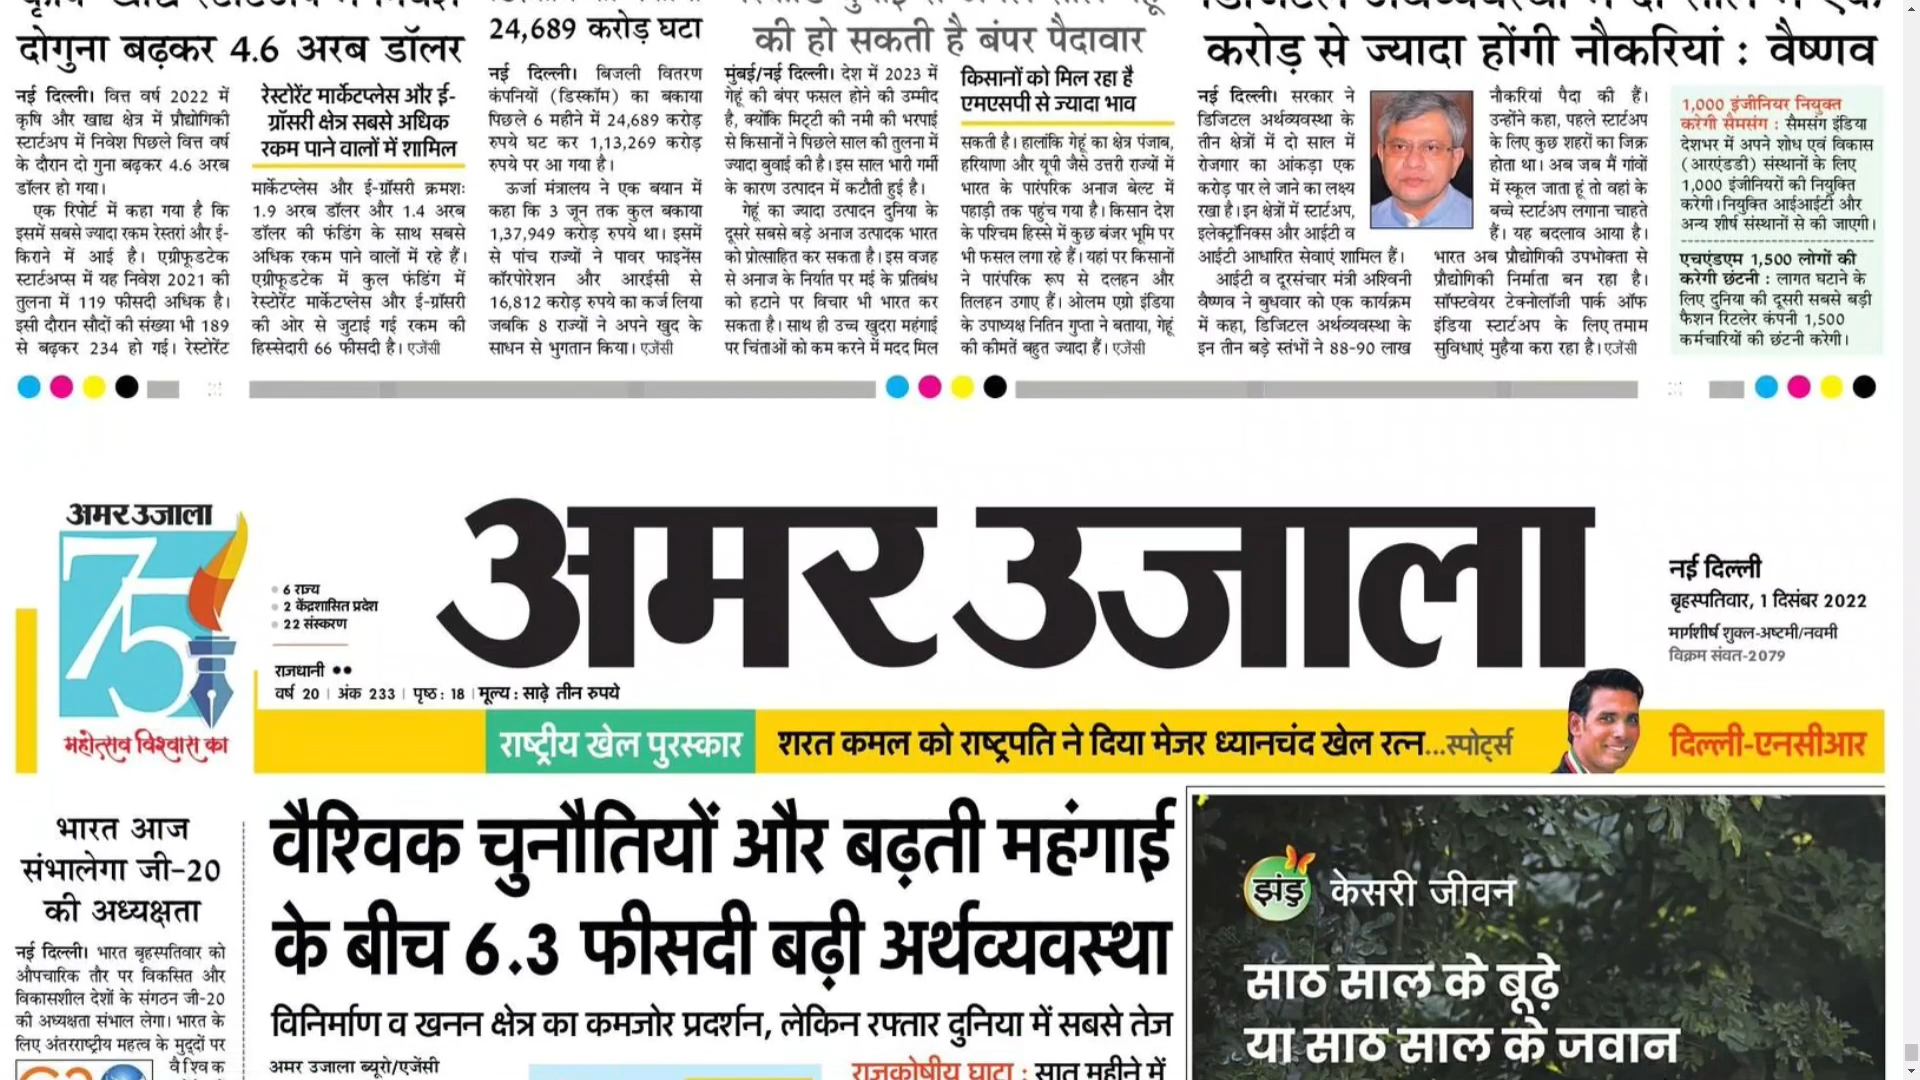 दोगुना बढ़कर 4.6 अरब डॉलर
नई दिल्ली। वित्त वर्ष 2022 में
कृषि और खाद्य क्षेत्र में प्रौद्योगिकी
स्टार्टअप में निवेश पिछले वित्त वर्ष
के दौरान दो गुना बढ़कर 4.6 अरब
डॉलर हो गया।
एक रिपोर्ट में कहा गया है कि
इसमें सबसे ज्यादा रकम रेस्तरां और ई-
किराने में आई है। एग्रीफूडटेक
स्टार्टअप्स में यह निवेश 2021 की
तुलना में 119 फीसदी अधिक है।
इसी दौरान सौदों की संख्या भी 189
से बढ़कर 234 हो गई। रेस्टोरेंट
रेस्टोरेंट मार्केटप्लेस और ई-
ग्रॉसरी क्षेत्र सबसे अधिक
रकम पाने वालों में शामिल
मार्केटप्लेस और ई-ग्रॉसरी क्रमशः
1.9 अरब डॉलर और 1.4 अरब
डॉलर की फंडिंग के साथ सबसे
अधिक रकम पाने वालों में रहे हैं।
एग्रीफूडटेक में कुल फंडिंग में
रेस्टोरेंट मार्केटप्लेस और ई-ग्रॉसरी
की ओर से जुटाई गई रकम की
हिस्सेदारी 66 फीसदी है। एजेंसी
24,689 करोड़ घटा
नई दिल्ली। बिजली वितरण
कंपनियों (डिस्कॉम) का बकाया
पिछले 6 महीने में 24,689 करोड़
रुपये घट कर 1,13,269 करोड़
रुपये पर आ गया है।
ऊर्जा मंत्रालय ने एक बयान में
कहा कि 3 जून तक कुल बकाया
1,37,949 करोड़ रुपये था। इसमें
से पांच राज्यों ने पावर फाइनेंस
कॉरपोरेशन और आरईसी से
16,812 करोड़ रुपये का कर्ज लिया
जबकि 8 राज्यों ने अपने खुद के
साधन से भुगतान किया। एजेंसी
की हो सकती है बंपर पैदावार
मुंबई/नई दिल्ली। देश में 2023 में
गेहूं की बंपर फसल होने की उम्मीद
है, क्योंकि मिट्टी की नमी की भरपाई
से किसानों ने पिछले साल की तुलना में
ज्यादा बुवाई की है। इस साल भारी गर्मी
के कारण उत्पादन में कटौती हुई है।
गेहूं का ज्यादा उत्पादन दुनिया के
दूसरे सबसे बड़े अनाज उत्पादक भारत
को प्रोत्साहित कर सकता है। इस वजह
से अनाज के निर्यात पर मई के प्रतिबंध
को हटाने पर विचार भी भारत कर
सकता है। साथ ही उच्च खुदरा महंगाई
पर चिंताओं को कम करने में मदद मिल
किसानों को मिल रहा है
एमएसपी से ज्यादा भाव
सकती है। हालांकि गेहूं का क्षेत्र पंजाब,
हरियाणा और यूपी जैसे उत्तरी राज्यों में
भारत के पारंपरिक अनाज बेल्ट में
पहाड़ी तक पहुंच गया है। किसान देश
के पश्चिम हिस्से में कुछ बंजर भूमि पर
भी फसल लगा रहे हैं। यहां पर किसानों
ने पारंपरिक रूप से दलहन और
तिलहन उगाए हैं। ओलम एग्रो इंडिया
के उपाध्यक्ष नितिन गुप्ता ने बताया, गेहूं
की कीमतें बहुत ज्यादा हैं। एजेंसी
करोड़ से ज्यादा होंगी नौकरियां : वैष्णव
नई दिल्ली। सरकार ने
डिजिटल अर्थव्यवस्था के
तीन क्षेत्रों में दो साल में
रोजगार का आंकड़ा एक
करोड़ पार ले जाने का लक्ष्य
रखा है। इन क्षेत्रों में स्टार्टअप,
इलेक्ट्रॉनिक्स और आईटी व
आईटी आधारित सेवाएं शामिल हैं।
आईटी व दूरसंचार मंत्री अश्विनी
वैष्णव ने बुधवार को एक कार्यक्रम
में कहा, डिजिटल अर्थव्यवस्था के
इन तीन बड़े स्तंभों ने 88-90 लाख
नौकरियां पैदा की हैं।
उन्होंने कहा, पहले स्टार्टअप
के लिए कुछ शहरों का जिक्र
होता था। अब जब मैं गांवों
में स्कूल जाता हूं तो वहां के
बच्चे स्टार्टअप लगाना चाहते
हैं। यह बदलाव आया है।
भारत अब प्रौद्योगिकी उपभोक्ता से
प्रौद्योगिकी निर्माता बन रहा है।
सॉफ्टवेयर टेक्नोलॉजी पार्क ऑफ
इंडिया स्टार्टअप के लिए तमाम
सुविधाएं मुहैया करा रहा है। एजेंसी
1,000 इंजीनियर नियुक्त
करेगी सैमसंग : सैमसंग इंडिया
देशभर में अपने शोध एवं विकास
(आरएंडडी) संस्थानों के लिए
1,000 इंजीनियरों की नियुक्ति
करेगी। नियुक्ति आईआईटी और
अन्य शीर्ष संस्थानों से की जाएगी।
एचएंडएम 1,500 लोगों की
करेगी छंटनी : लागत घटाने के
लिए दुनिया की दूसरी सबसे बड़ी
फैशन रिटलेर कंपनी 1,500
कर्मचारियों की छंटनी करेगी।
अमर उजाला
75
महोत्सव विश्वास का
6 राज्य
2 केंद्रशासित प्रदेश
22 संस्करण
राजधानी
वर्ष 20 | अंक 233 | पृष्ठ : 18 | मूल्य : साढ़े तीन रुपये
अमर उजाला
नई दिल्ली
बृहस्पतिवार, 1 दिसंबर 2022
मार्गशीर्ष शुक्ल-अष्टमी/नवमी
विक्रम संवत-2079
राष्ट्रीय खेल पुरस्कार
शरत कमल को राष्ट्रपति ने दिया मेजर ध्यानचंद खेल रत्न...स्पोर्ट्स
दिल्ली-एनसीआर
भारत आज
संभालेगा जी-20
की अध्यक्षता
नई दिल्ली। भारत बृहस्पतिवार को
औपचारिक तौर पर विकसित और
विकासशील देशों के संगठन जी-20
की अध्यक्षता संभाल लेगा। भारत के
लिए अंतरराष्ट्रीय महत्व के मुद्दों पर
वैश्विक
वैश्विक चुनौतियों और बढ़ती महंगाई
के बीच 6.3 फीसदी बढ़ी अर्थव्यवस्था
विनिर्माण व खनन क्षेत्र का कमजोर प्रदर्शन, लेकिन रफ्तार दुनिया में सबसे तेज
अमर उजाला ब्यूरो/एजेंसी
राजकोषीय घाटा : सात महीने में
झंडु केसरी जीवन
साठ साल के बूढ़े
या साठ साल के जवान